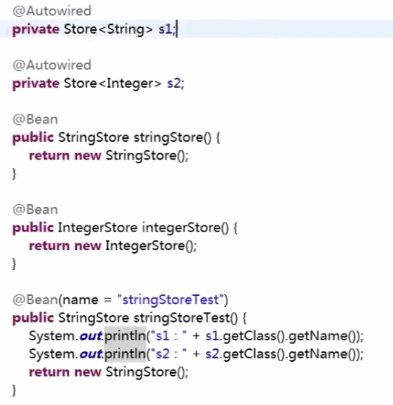 @Autowired
private Store<String> s1;
@Autowired
private Store<Integer> s2;
@Bean
public StringStore stringStore() {
return new StringStore();
}
@Bean
public IntegerStore integerStore() {
return new IntegerStore();
}
@Bean(name = "stringStoreTest")
public StringStore stringStoreTest() {
System.out.println("s1 : " + s1.getClass().getName());
System.out.println("s2 : " + s2.getClass().getName());
return new StringStore();
}